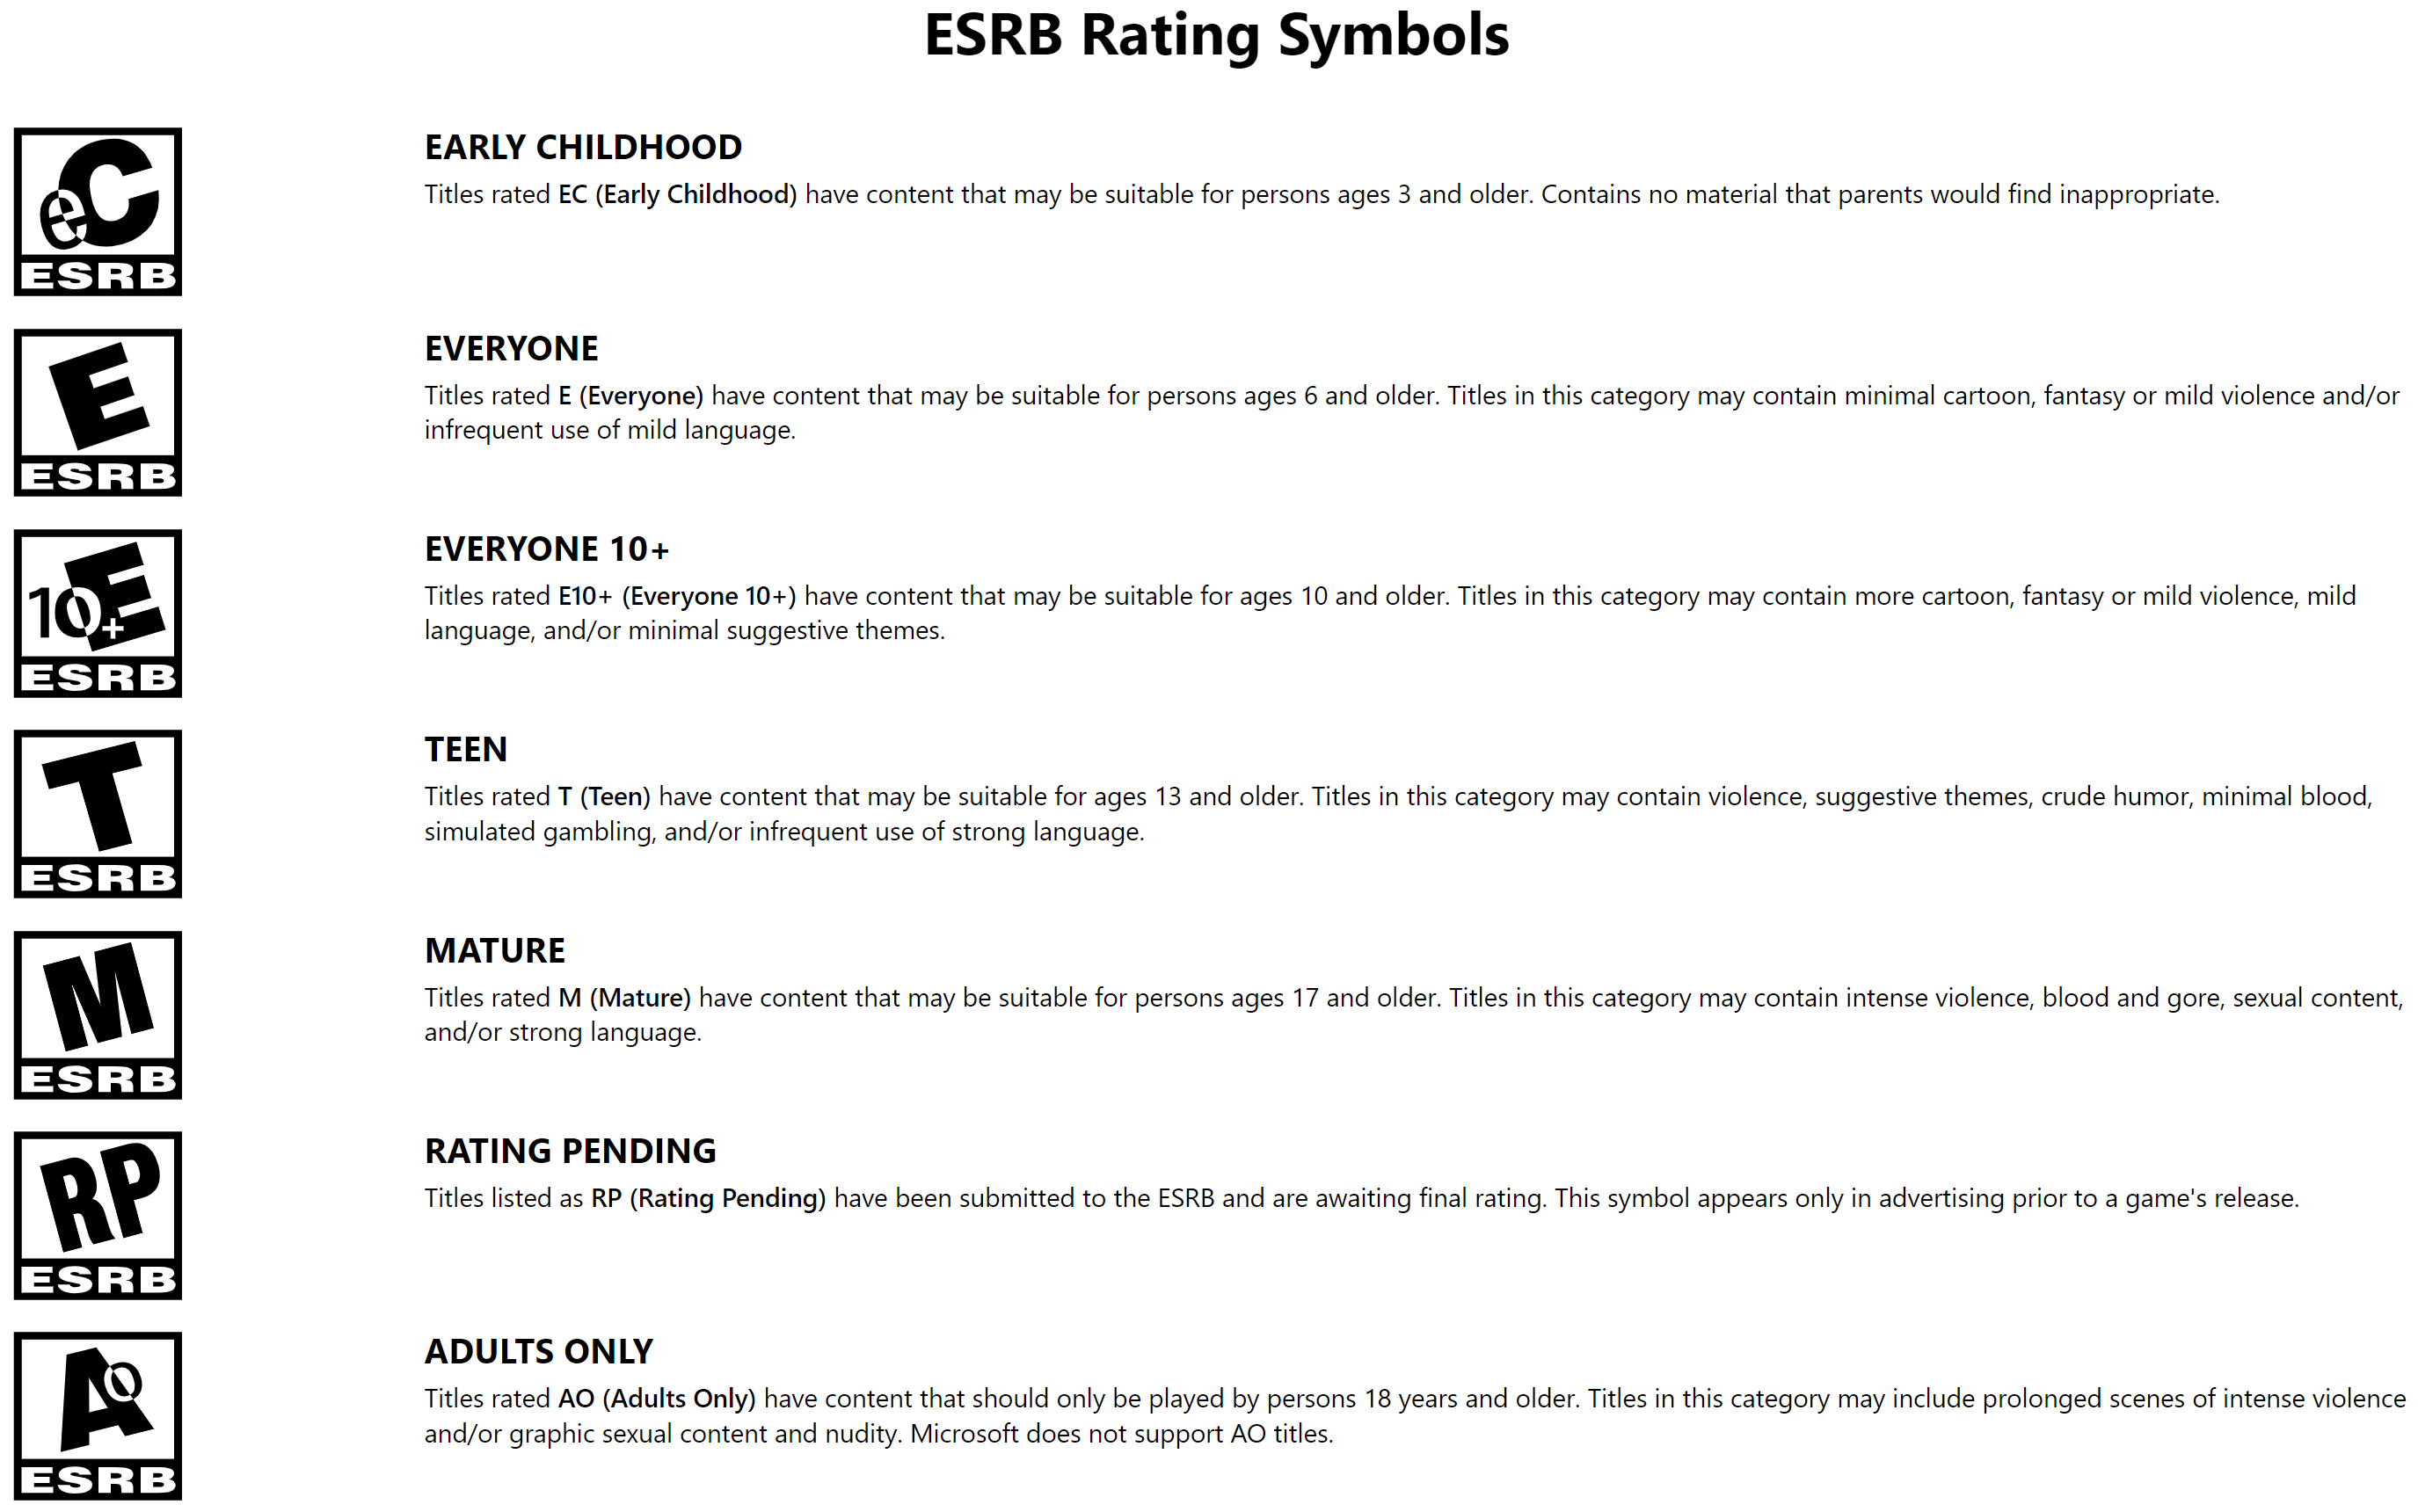 ESRB Rating Symbols
eC
ESRB
EARLY CHILDHOOD
Titles rated EC (Early Childhood) have content that may be suitable for persons ages 3 and older. Contains no material that parents would find inappropriate.
E
ESRB
EVERYONE
Titles rated E (Everyone) have content that may be suitable for persons ages 6 and older. Titles in this category may contain minimal cartoon, fantasy or mild violence and/or
infrequent use of mild language.
E
10+
ESRB
EVERYONE 10+
Titles rated E10+ (Everyone 10+) have content that may be suitable for ages 10 and older. Titles in this category may contain more cartoon, fantasy or mild violence, mild
language, and/or minimal suggestive themes.
T
ESRB
TEEN
Titles rated T (Teen) have content that may be suitable for ages 13 and older. Titles in this category may contain violence, suggestive themes, crude humor, minimal blood,
simulated gambling, and/or infrequent use of strong language.
M
ESRB
MATURE
Titles rated M (Mature) have content that may be suitable for persons ages 17 and older. Titles in this category may contain intense violence, blood and gore, sexual content,
and/or strong language.
RP
ESRB
RATING PENDING
Titles listed as RP (Rating Pending) have been submitted to the ESRB and are awaiting final rating. This symbol appears only in advertising prior to a game's release.
Ao
ESRB
ADULTS ONLY
Titles rated AO (Adults Only) have content that should only be played by persons 18 years and older. Titles in this category may include prolonged scenes of intense violence
and/or graphic sexual content and nudity. Microsoft does not support AO titles.